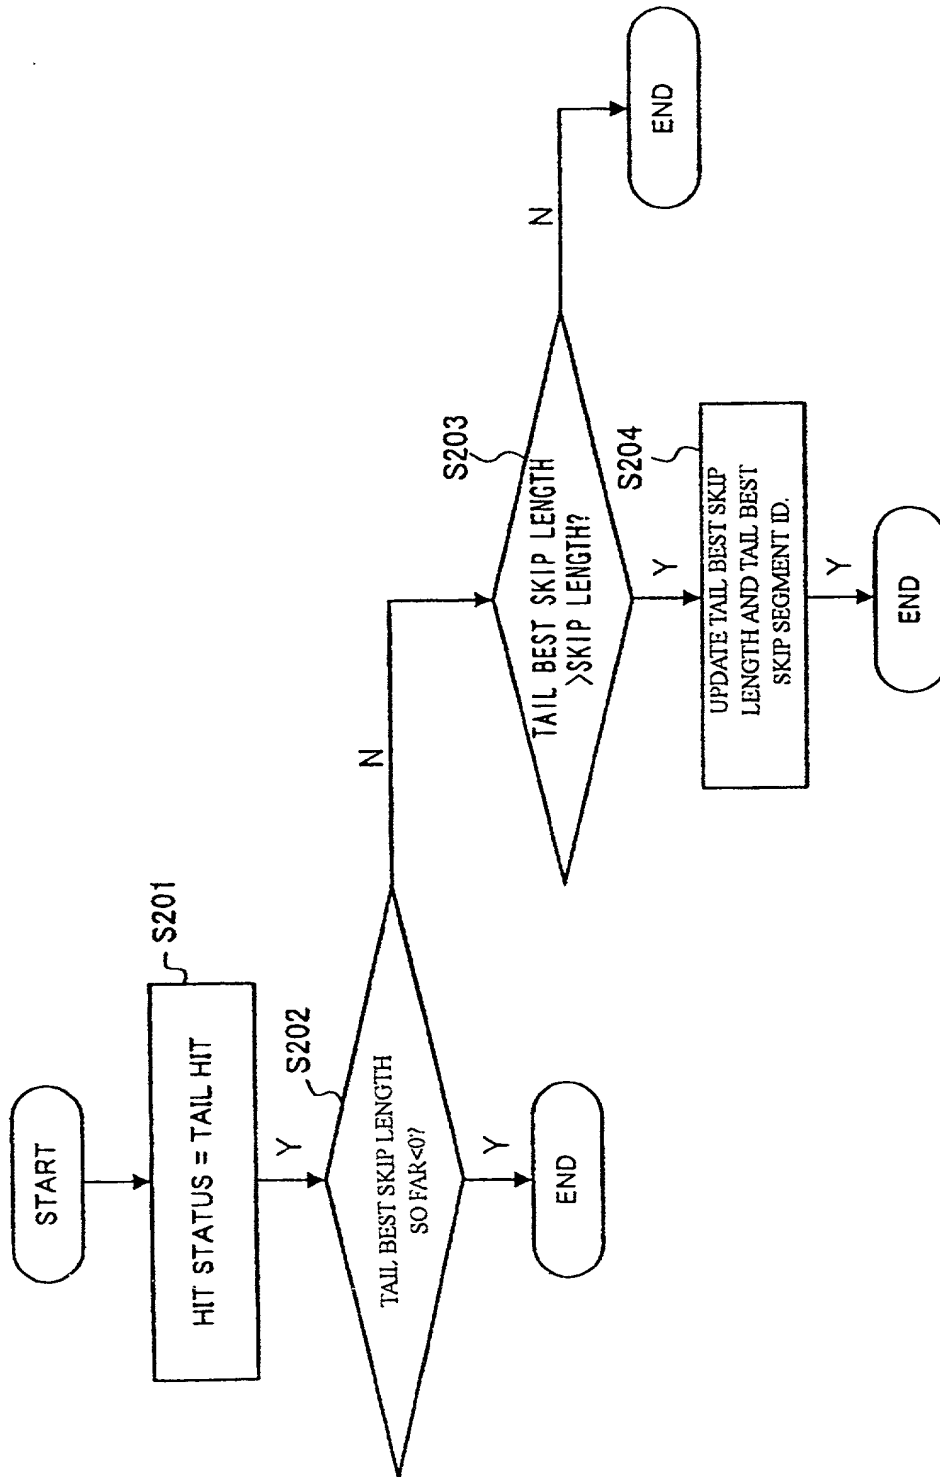 START
S201
HIT STATUS = TAIL HIT
Y
S202
TAIL BEST SKIP LENGTH
SO FAR<0?
N
Y
END
S203
TAIL BEST SKIP LENGTH
>SKIP LENGTH?
N
END
Y
S204
UPDATE TAIL BEST SKIP
LENGTH AND TAIL BEST
SKIP SEGMENT ID.
Y
END